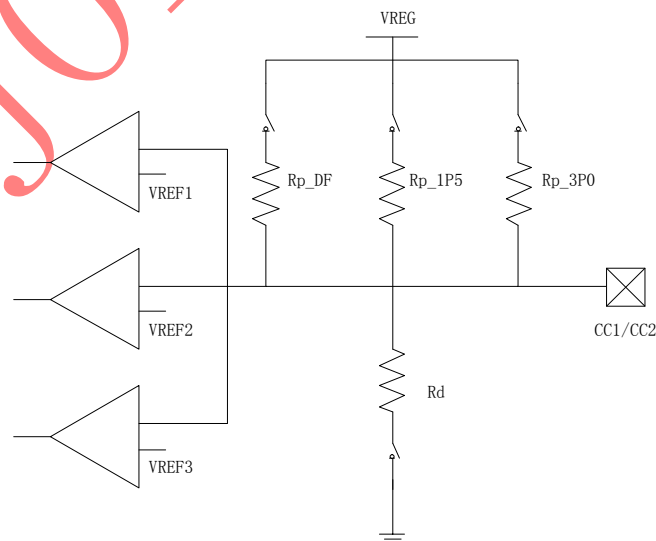 VREG
Rp_DF
Rp_1P5
Rp_3P0
VREF1
VREF2
CC1/CC2
Rd
VREF3